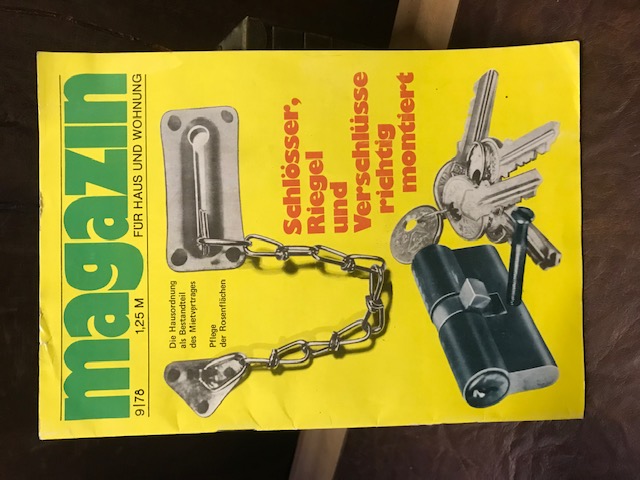 magazin
9/78 1,25 M FÜR HAUS UND WOHNUNG
Die Hausordnung
als Bestandteil
des Mietvertrages
Pflege
der Rosenflächen
Schlösser,
Riegel
und
Verschlüsse
richtig
montiert